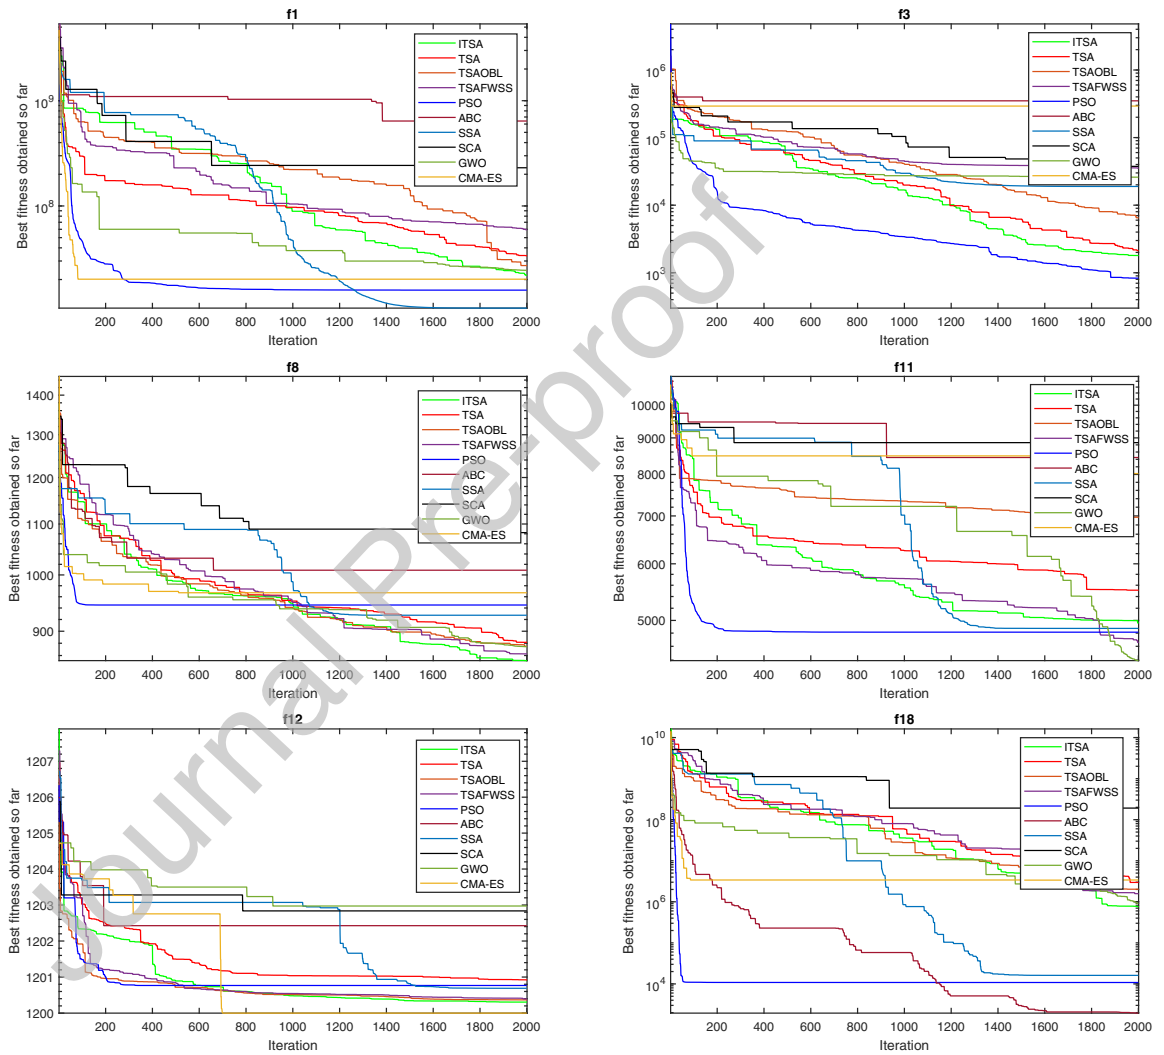 f1
Best fitness obtained so far
10^9
10^8
ITSA
TSA
TSAOBL
TSAFWSS
PSO
ABC
SSA
SCA
GWO
CMA-ES
200 400 600 800 1000 1200 1400 1600 1800 2000
Iteration
f3
Best fitness obtained so far
10^6
10^5
10^4
10^3
ITSA
TSA
TSAOBL
TSAFWSS
PSO
ABC
SSA
SCA
GWO
CMA-ES
200 400 600 800 1000 1200 1400 1600 1800 2000
Iteration
f8
Best fitness obtained so far
1400
1300
1200
1100
1000
900
ITSA
TSA
TSAOBL
TSAFWSS
PSO
ABC
SSA
SCA
GWO
CMA-ES
200 400 600 800 1000 1200 1400 1600 1800 2000
Iteration
f11
Best fitness obtained so far
10000
9000
8000
7000
6000
5000
ITSA
TSA
TSAOBL
TSAFWSS
PSO
ABC
SSA
SCA
GWO
CMA-ES
200 400 600 800 1000 1200 1400 1600 1800 2000
Iteration
f12
Best fitness obtained so far
1207
1206
1205
1204
1203
1202
1201
1200
ITSA
TSA
TSAOBL
TSAFWSS
PSO
ABC
SSA
SCA
GWO
CMA-ES
200 400 600 800 1000 1200 1400 1600 1800 2000
Iteration
f18
Best fitness obtained so far
10^10
10^8
10^6
10^4
ITSA
TSA
TSAOBL
TSAFWSS
PSO
ABC
SSA
SCA
GWO
CMA-ES
200 400 600 800 1000 1200 1400 1600 1800 2000
Iteration
Journal Pre-proof